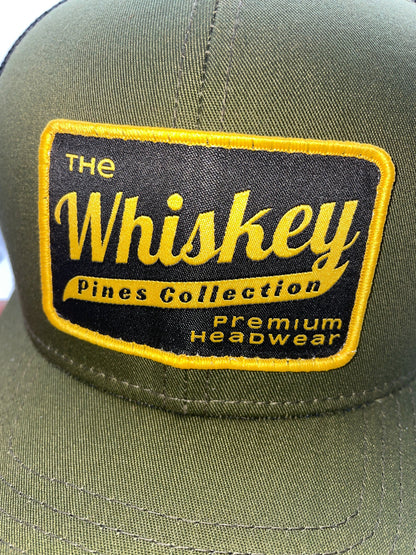 THe
Whiskey
Pines Collection
Premium
HeaDwear